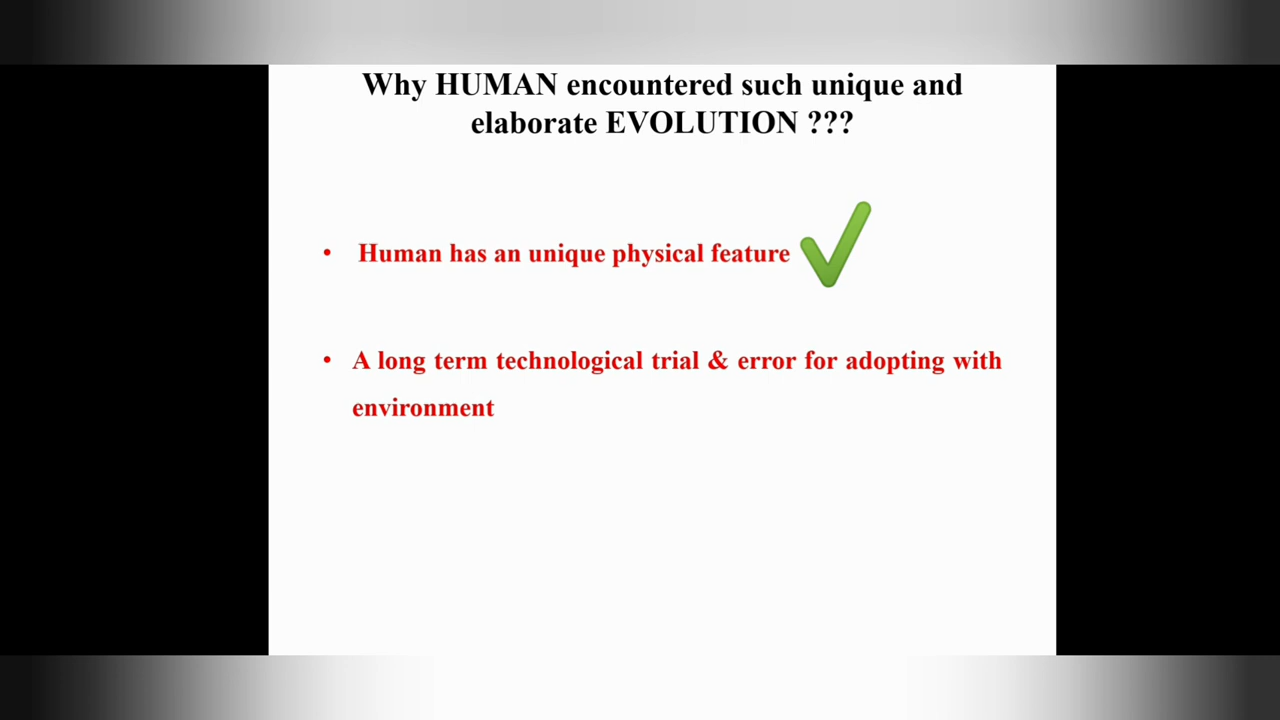 Why HUMAN encountered such unique and
elaborate EVOLUTION ???
• Human has an unique physical feature
• A long term technological trial & error for adopting with
environment